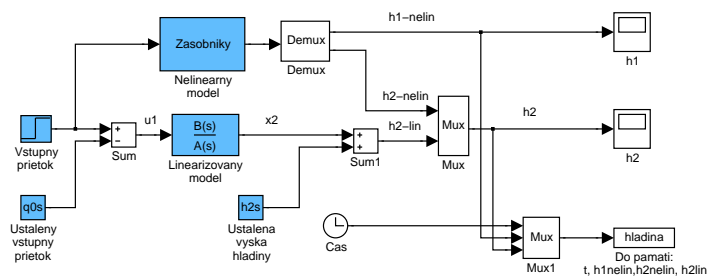 h1-nelin
Zasobniky
Nelinearny
model
Demux
Demux
h1
h2-nelin
h2
u1
B(s)
A(s)
Linearizovany
model
x2
h2-lin
+
−
Sum
+
+
Sum1
Mux
Mux
h2
Vstupny
prietok
q0s
Ustaleny
vstupny
prietok
h2s
Ustalena
vyska
hladiny
Cas
Mux
Mux1
hladina
Do pamati:
t, h1nelin,h2nelin, h2lin